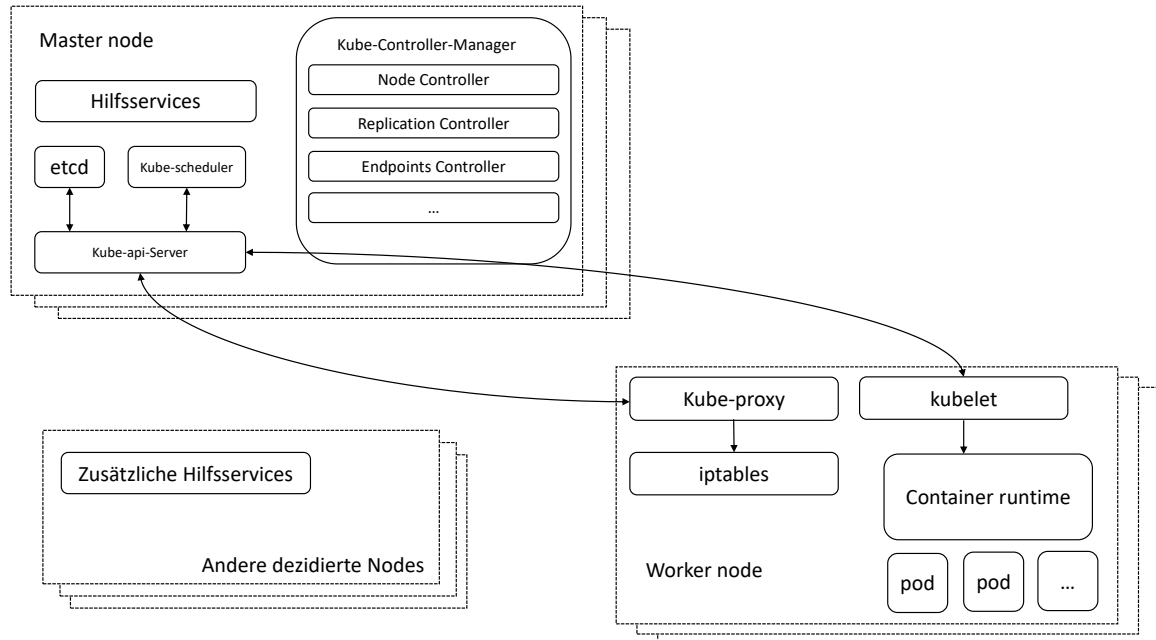 Master node
Hilfsservices
etcd
Kube-scheduler
Kube-api-Server
Kube-Controller-Manager
Node Controller
Replication Controller
Endpoints Controller
...
Kube-proxy
kubelet
iptables
Container runtime
Worker node
pod
pod
...
Zusätzliche Hilfsservices
Andere dezidierte Nodes